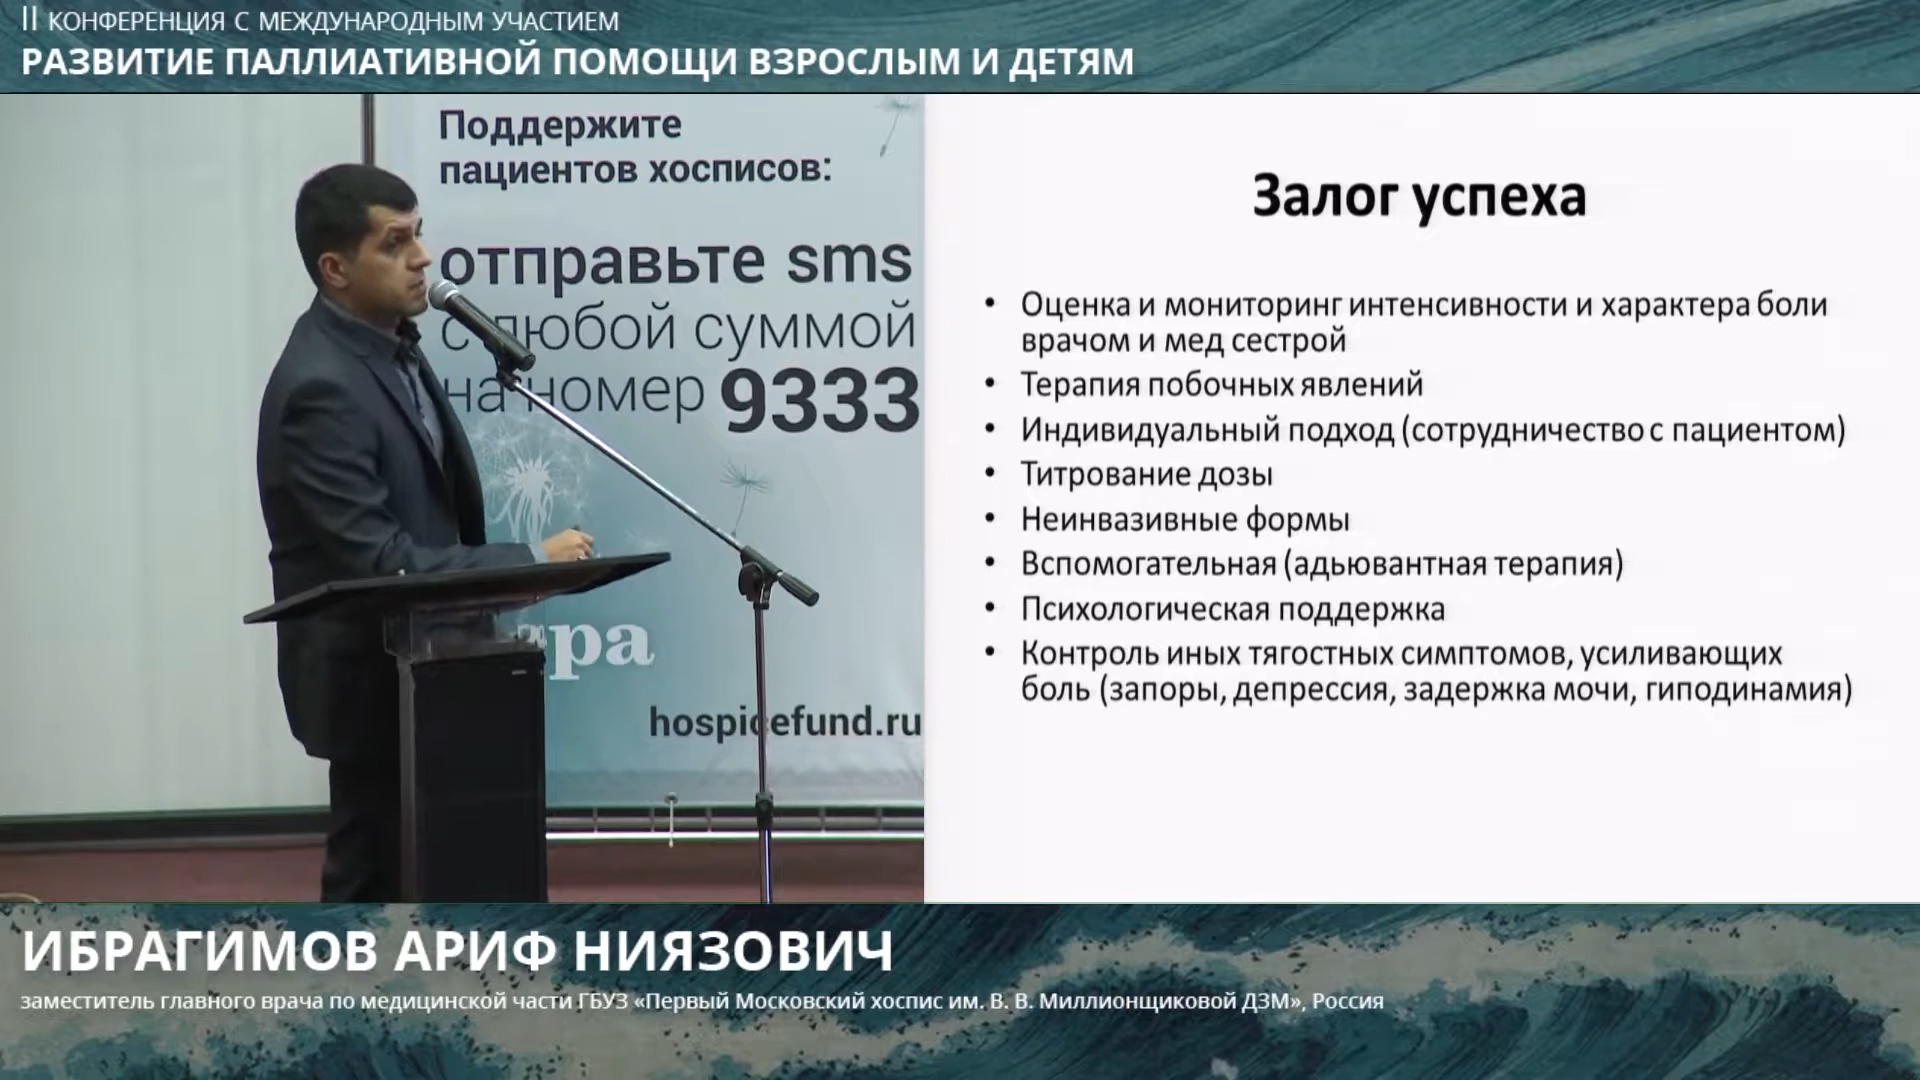 II КОНФЕРЕНЦИЯ С МЕЖДУНАРОДНЫМ УЧАСТИЕМ
РАЗВИТИЕ ПАЛЛИАТИВНОЙ ПОМОЩИ ВЗРОСЛЫМ И ДЕТЯМ
Поддержите
пациентов хосписов:
отправьте sms
с любой суммой
на номер 9333
hospicefund.ru
Залог успеха
• Оценка и мониторинг интенсивности и характера боли
врачом и мед сестрой
• Терапия побочных явлений
• Индивидуальный подход (сотрудничество с пациентом)
• Титрование дозы
• Неинвазивные формы
• Вспомогательная (адьювантная терапия)
• Психологическая поддержка
• Контроль иных тягостных симптомов, усиливающих
боль (запоры, депрессия, задержка мочи, гиподинамия)
ИБРАГИМОВ АРИФ НИЯЗОВИЧ
заместитель главного врача по медицинской части ГБУЗ «Первый Московский хоспис им. В. В. Миллионщиковой ДЗМ», Россия